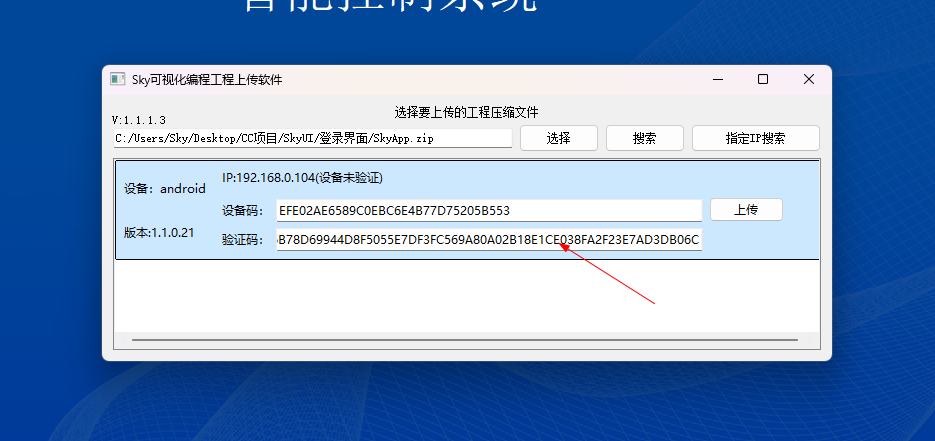 智能控制系统
Sky可视化编程工程上传软件
选择要上传的工程压缩文件
V:1.1.1.3
C:/Users/Sky/Desktop/CC项目/SkyUI/登录界面/SkyApp.zip 选择 搜索 指定IP搜索
IP:192.168.0.104(设备未验证)
设备：android
设备码： EFE02AE6589C0EBC6E4B77D75205B553 上传
版本:1.1.0.21
验证码： B78D69944D8F5055E7DF3FC569A80A02B18E1CE038FA2F23E7AD3DB06C